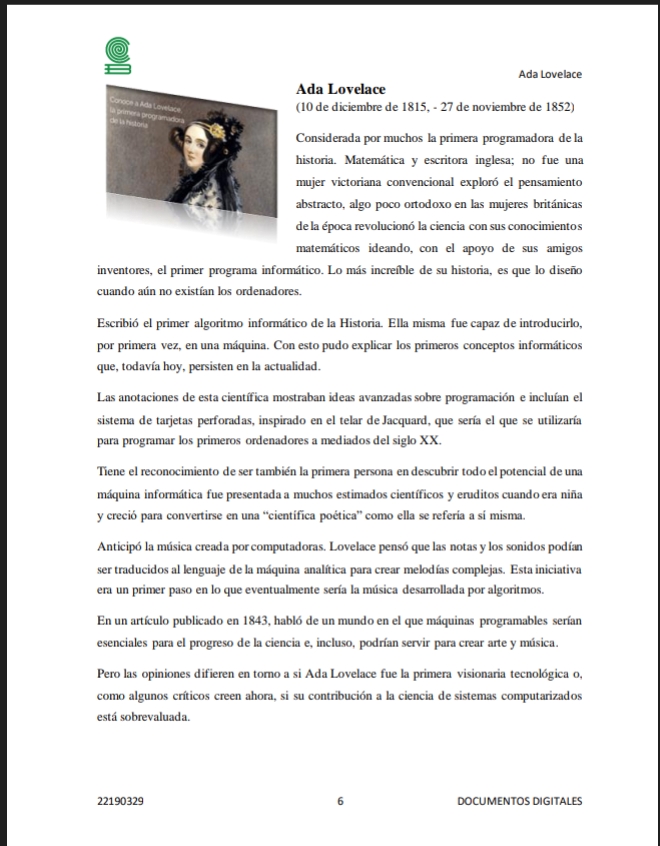 Ada Lovelace
Conoce a Ada Lovelace,
la primera programadora
de la historia
Ada Lovelace
(10 de diciembre de 1815, - 27 de noviembre de 1852)
Considerada por muchos la primera programadora de la
historia. Matemática y escritora inglesa; no fue una
mujer victoriana convencional exploró el pensamiento
abstracto, algo poco ortodoxo en las mujeres británicas
de la época revolucionó la ciencia con sus conocimientos
matemáticos ideando, con el apoyo de sus amigos
inventores, el primer programa informático. Lo más increíble de su historia, es que lo diseño
cuando aún no existían los ordenadores.
Escribió el primer algoritmo informático de la Historia. Ella misma fue capaz de introducirlo,
por primera vez, en una máquina. Con esto pudo explicar los primeros conceptos informáticos
que, todavía hoy, persisten en la actualidad.
Las anotaciones de esta científica mostraban ideas avanzadas sobre programación e incluían el
sistema de tarjetas perforadas, inspirado en el telar de Jacquard, que sería el que se utilizaría
para programar los primeros ordenadores a mediados del siglo XX.
Tiene el reconocimiento de ser también la primera persona en descubrir todo el potencial de una
máquina informática fue presentada a muchos estimados científicos y eruditos cuando era niña
y creció para convertirse en una “científica poética” como ella se refería a sí misma.
Anticipó la música creada por computadoras. Lovelace pensó que las notas y los sonidos podían
ser traducidos al lenguaje de la máquina analítica para crear melodías complejas. Esta iniciativa
era un primer paso en lo que eventualmente sería la música desarrollada por algoritmos.
En un artículo publicado en 1843, habló de un mundo en el que máquinas programables serían
esenciales para el progreso de la ciencia e, incluso, podrían servir para crear arte y música.
Pero las opiniones difieren en torno a si Ada Lovelace fue la primera visionaria tecnológica o,
como algunos críticos creen ahora, si su contribución a la ciencia de sistemas computarizados
está sobrevaluada.
22190329 6 DOCUMENTOS DIGITALES